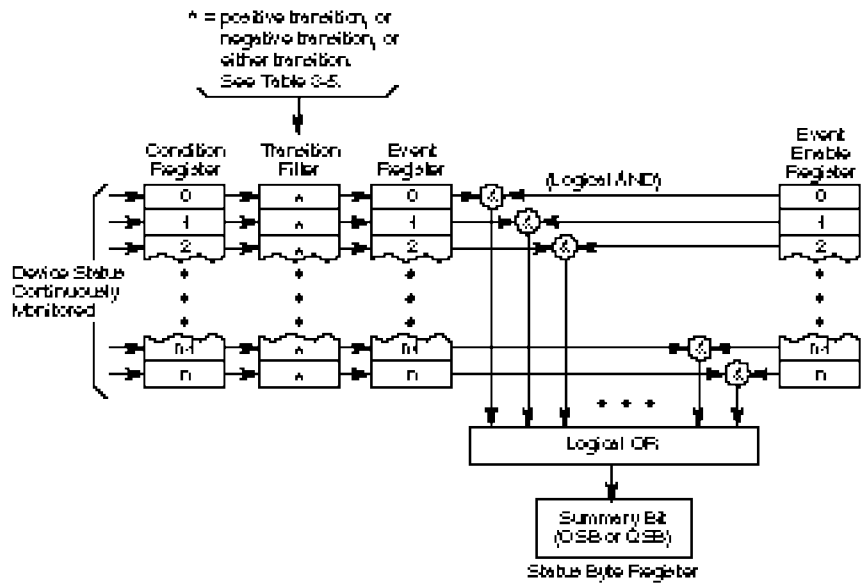 * = positive transition, or
negative transition, or
either transition.
See Table 3-5.
Condition
Register
Transition
Filter
Event
Register
Event
Enable
Register
(Logical AND)
0
*
0
&
0
1
*
1
&
1
2
2
&
2
Device Status
Continuously
Monitored
n-1
*
n-1
&
n-1
n
*
n
&
n
Logical OR
Summary Bit
(OSB or QSB)
Status Byte Register